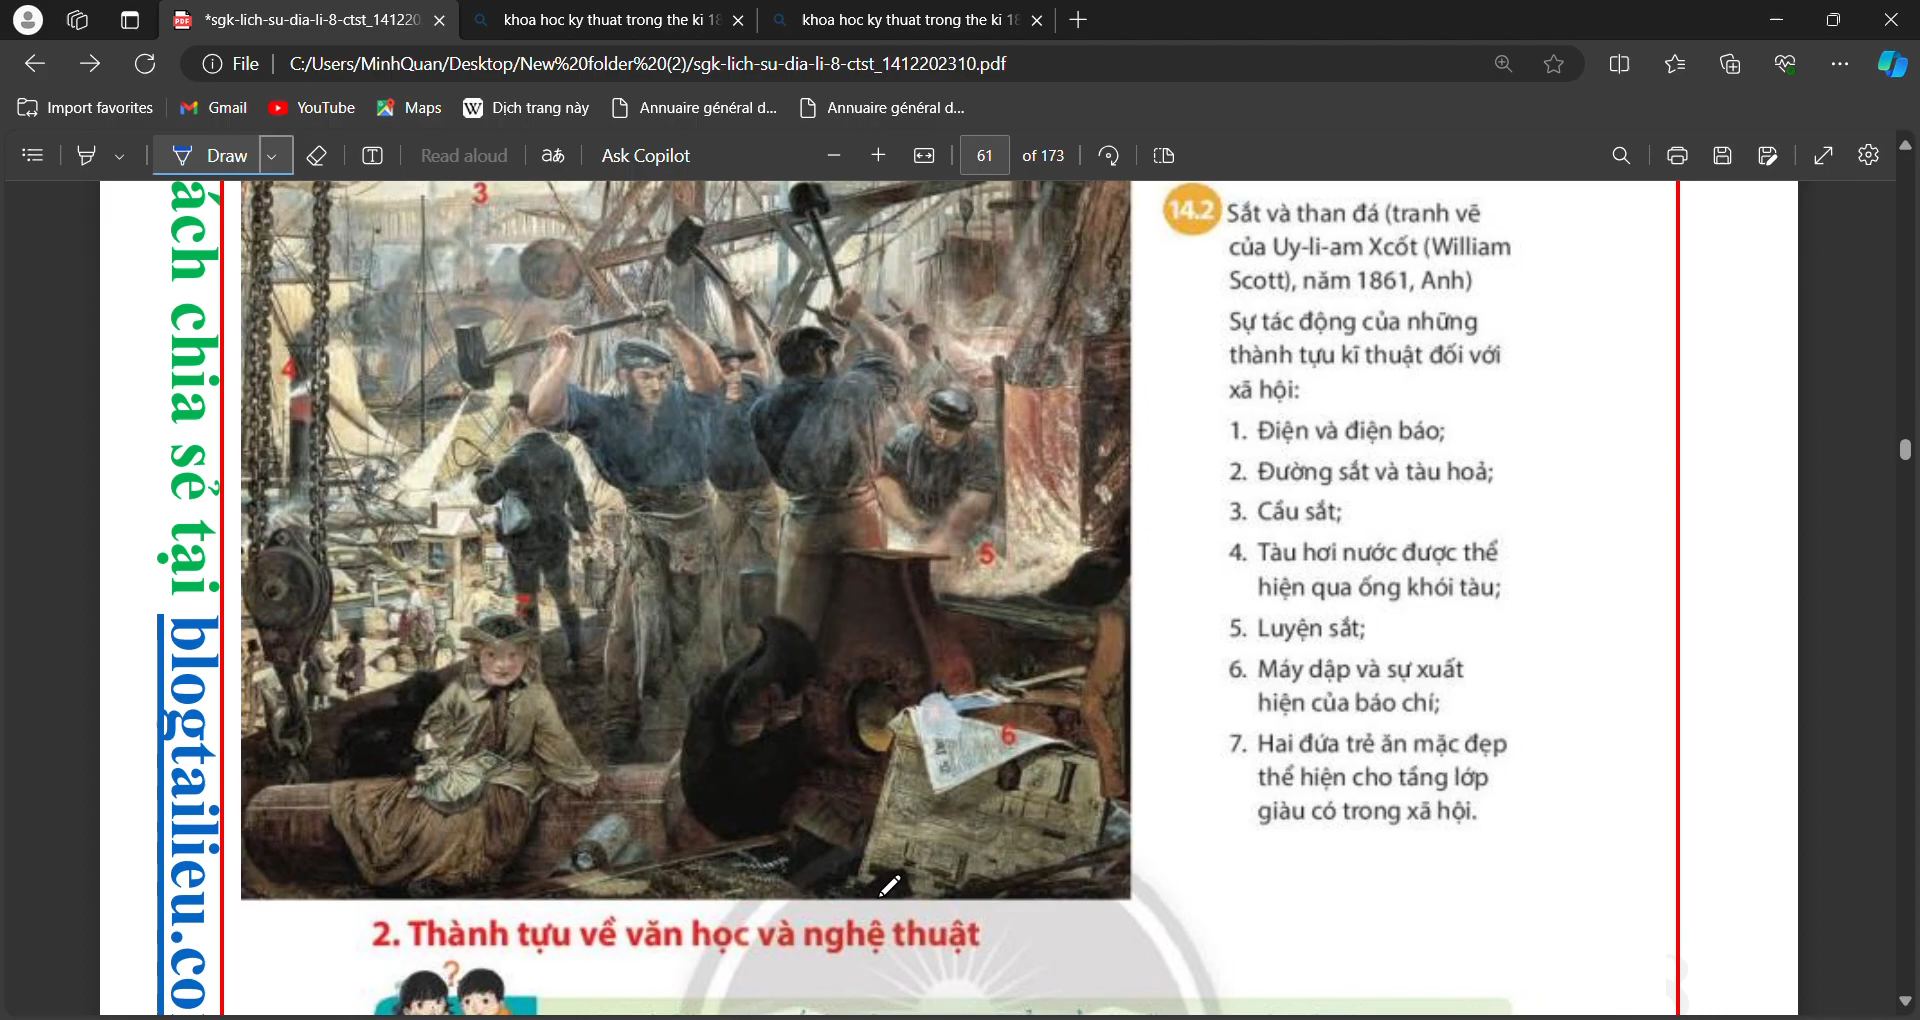 *sgk-lich-su-dia-li-8-ctst_141220
khoa hoc ky thuat trong the ki 18
khoa hoc ky thuat trong the ki 18
File
C:/Users/MinhQuan/Desktop/New%20folder%20(2)/sgk-lich-su-dia-li-8-ctst_1412202310.pdf
Import favorites
Gmail
YouTube
Maps
Dịch trang này
Annuaire général d...
Annuaire général d...
Draw
Read aloud
aあ
Ask Copilot
61
of 173
ách chia sẻ tại blogtailieu.co
3
4
5
7
6
14.2 Sắt và than đá (tranh vẽ
của Uy-li-am Xcốt (William
Scott), năm 1861, Anh)
Sự tác động của những
thành tựu kĩ thuật đối với
xã hội:
1. Điện và điện báo;
2. Đường sắt và tàu hoả;
3. Cầu sắt;
4. Tàu hơi nước được thể
hiện qua ống khói tàu;
5. Luyện sắt;
6. Máy dập và sự xuất
hiện của báo chí;
7. Hai đứa trẻ ăn mặc đẹp
thể hiện cho tầng lớp
giàu có trong xã hội.
2. Thành tựu về văn học và nghệ thuật
?